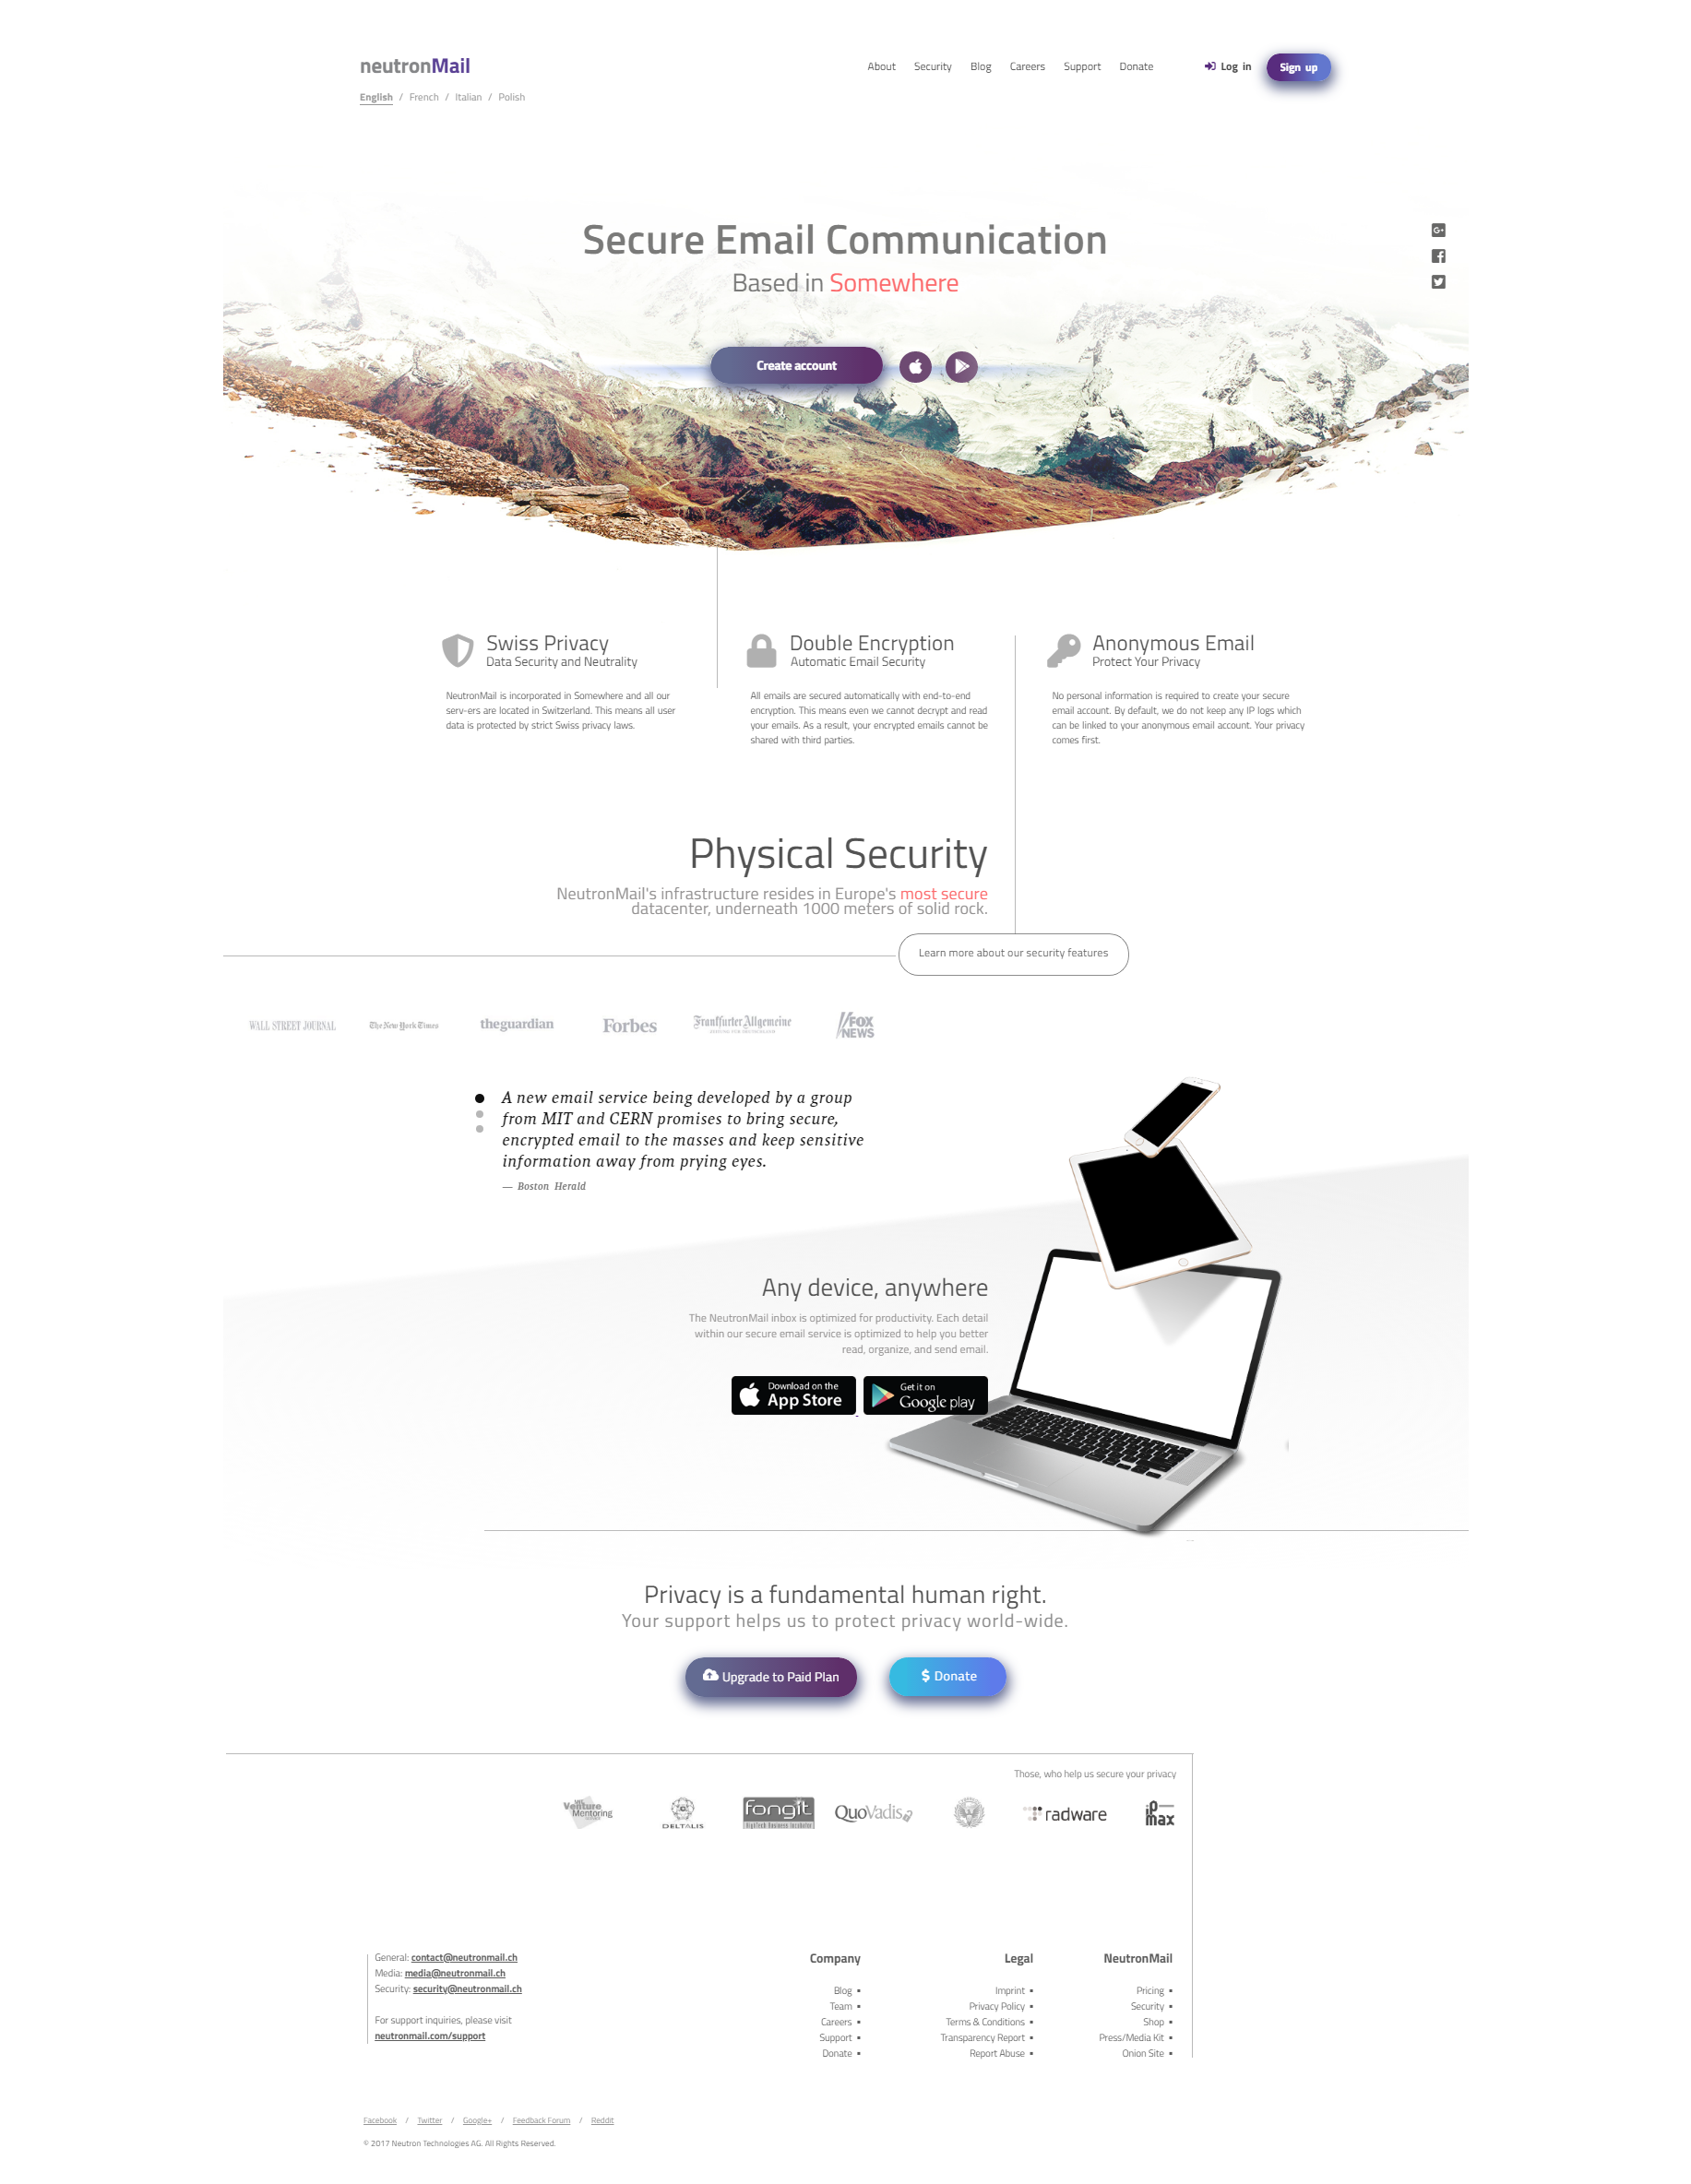 neutronMail
About Security Blog Careers Support Donate Log in Sign up
English / French / Italian / Polish
Secure Email Communication
Based in Somewhere
Create account
Swiss Privacy
Data Security and Neutrality
NeutronMail is incorporated in Somewhere and all our
serv-ers are located in Switzerland. This means all user
data is protected by strict Swiss privacy laws.
Double Encryption
Automatic Email Security
All emails are secured automatically with end-to-end
encryption. This means even we cannot decrypt and read
your emails. As a result, your encrypted emails cannot be
shared with third parties.
Anonymous Email
Protect Your Privacy
No personal information is required to create your secure
email account. By default, we do not keep any IP logs which
can be linked to your anonymous email account. Your privacy
comes first.
Physical Security
NeutronMail's infrastructure resides in Europe's most secure
datacenter, underneath 1000 meters of solid rock.
Learn more about our security features
WALL STREET JOURNAL
The New York Times
theguardian
Forbes
Frankfurter Allgemeine
ZEITUNG FÜR DEUTSCHLAND
FOX
NEWS
A new email service being developed by a group
from MIT and CERN promises to bring secure,
encrypted email to the masses and keep sensitive
information away from prying eyes.
— Boston Herald
Any device, anywhere
The NeutronMail inbox is optimized for productivity. Each detail
within our secure email service is optimized to help you better
read, organize, and send email.
Download on the
App Store
Get it on
Google play
Privacy is a fundamental human right.
Your support helps us to protect privacy world-wide.
Upgrade to Paid Plan
$ Donate
Those, who help us secure your privacy
Venture
Mentoring
DELTALIS
fongit
QuoVadis
radware
iP
max
General: contact@neutronmail.ch
Media: media@neutronmail.ch
Security: security@neutronmail.ch
For support inquiries, please visit
neutronmail.com/support
Company
Blog
Team
Careers
Support
Donate
Legal
Imprint
Privacy Policy
Terms & Conditions
Transparency Report
Report Abuse
NeutronMail
Pricing
Security
Shop
Press/Media Kit
Onion Site
Facebook / Twitter / Google+ / Feedback Forum / Reddit
© 2017 Neutron Technologies AG. All Rights Reserved.